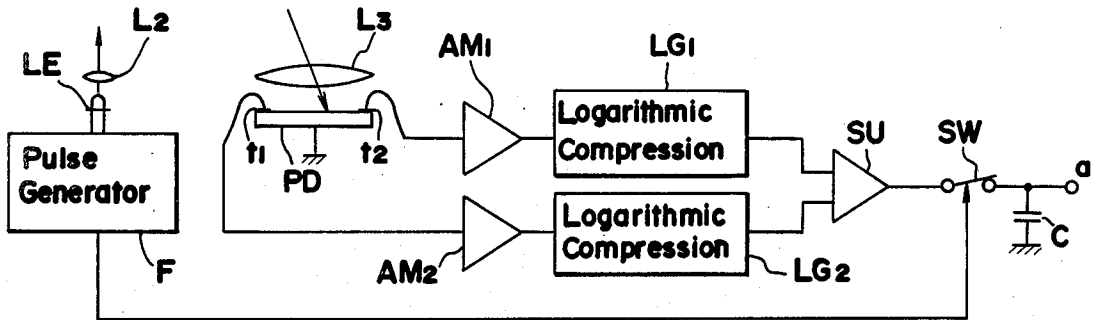 L2
LE
Pulse
Generator
F
L3
t1
t2
PD
AM1
AM2
LG1
Logarithmic
Compression
Logarithmic
Compression
LG2
SU
SW
a
C